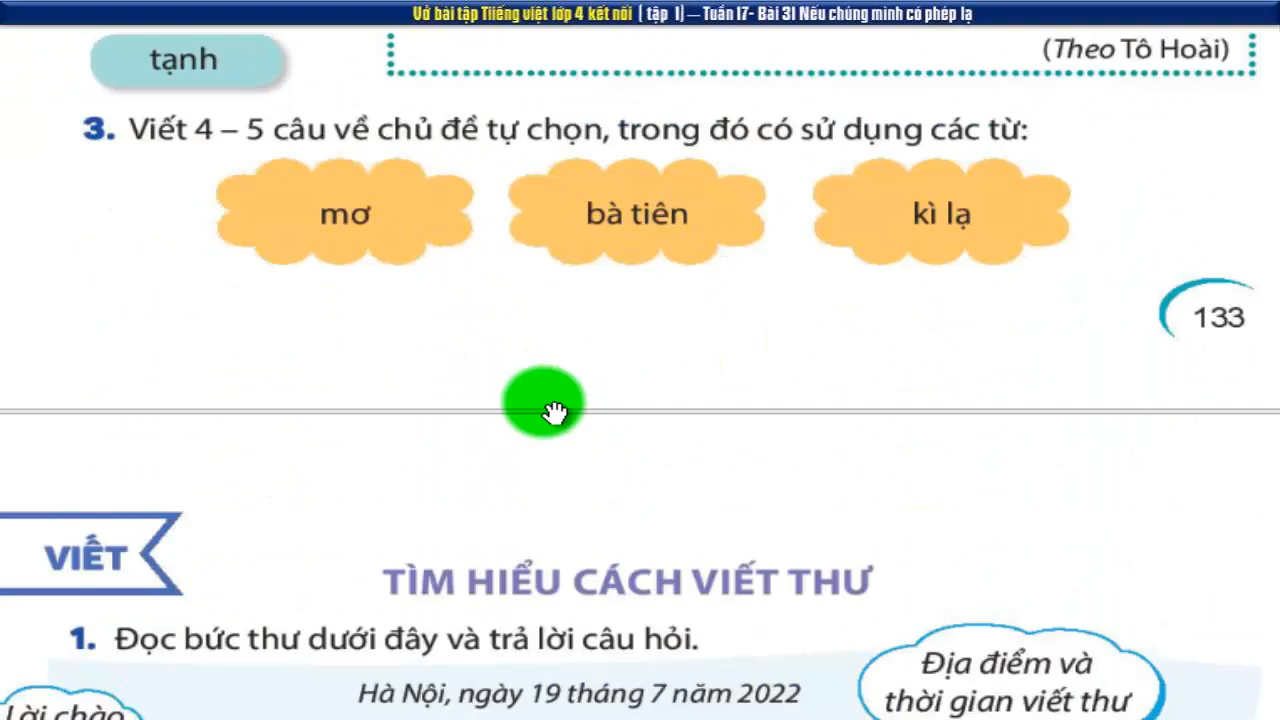 Vở bài tập Tiiếng việt lớp 4 kết nối ( tập 1) — Tuần 17- Bài 31 Nếu chúng mình có phép lạ
tạnh
(Theo Tô Hoài)
3. Viết 4 – 5 câu về chủ đề tự chọn, trong đó có sử dụng các từ:
mơ
bà tiên
kì lạ
133
VIẾT
TÌM HIỂU CÁCH VIẾT THƯ
1. Đọc bức thư dưới đây và trả lời câu hỏi.
Địa điểm và
thời gian viết thư
Hà Nội, ngày 19 tháng 7 năm 2022
Lời chào